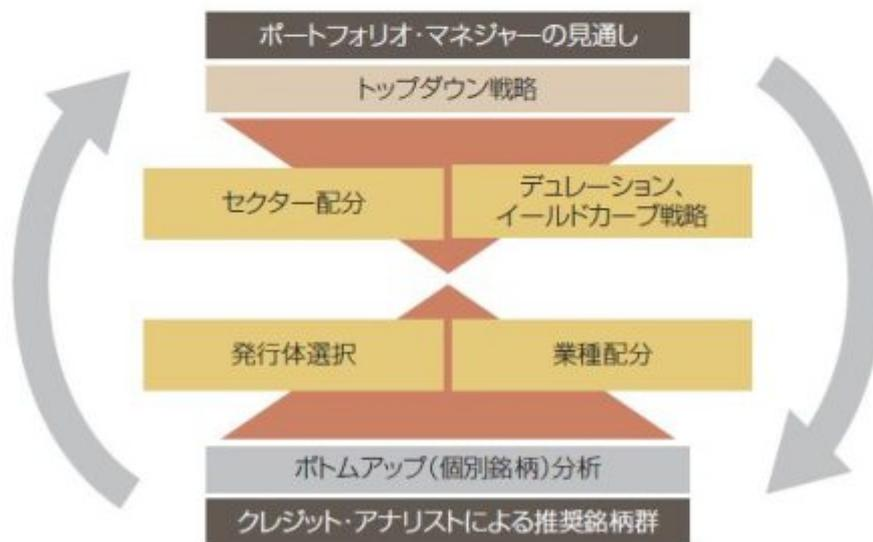 ポートフォリオ・マネジャーの見通し
トップダウン戦略
セクター配分
デュレーション、
イールドカーブ戦略
発行体選択
業種配分
ボトムアップ(個別銘柄)分析
クレジット・アナリストによる推奨銘柄群